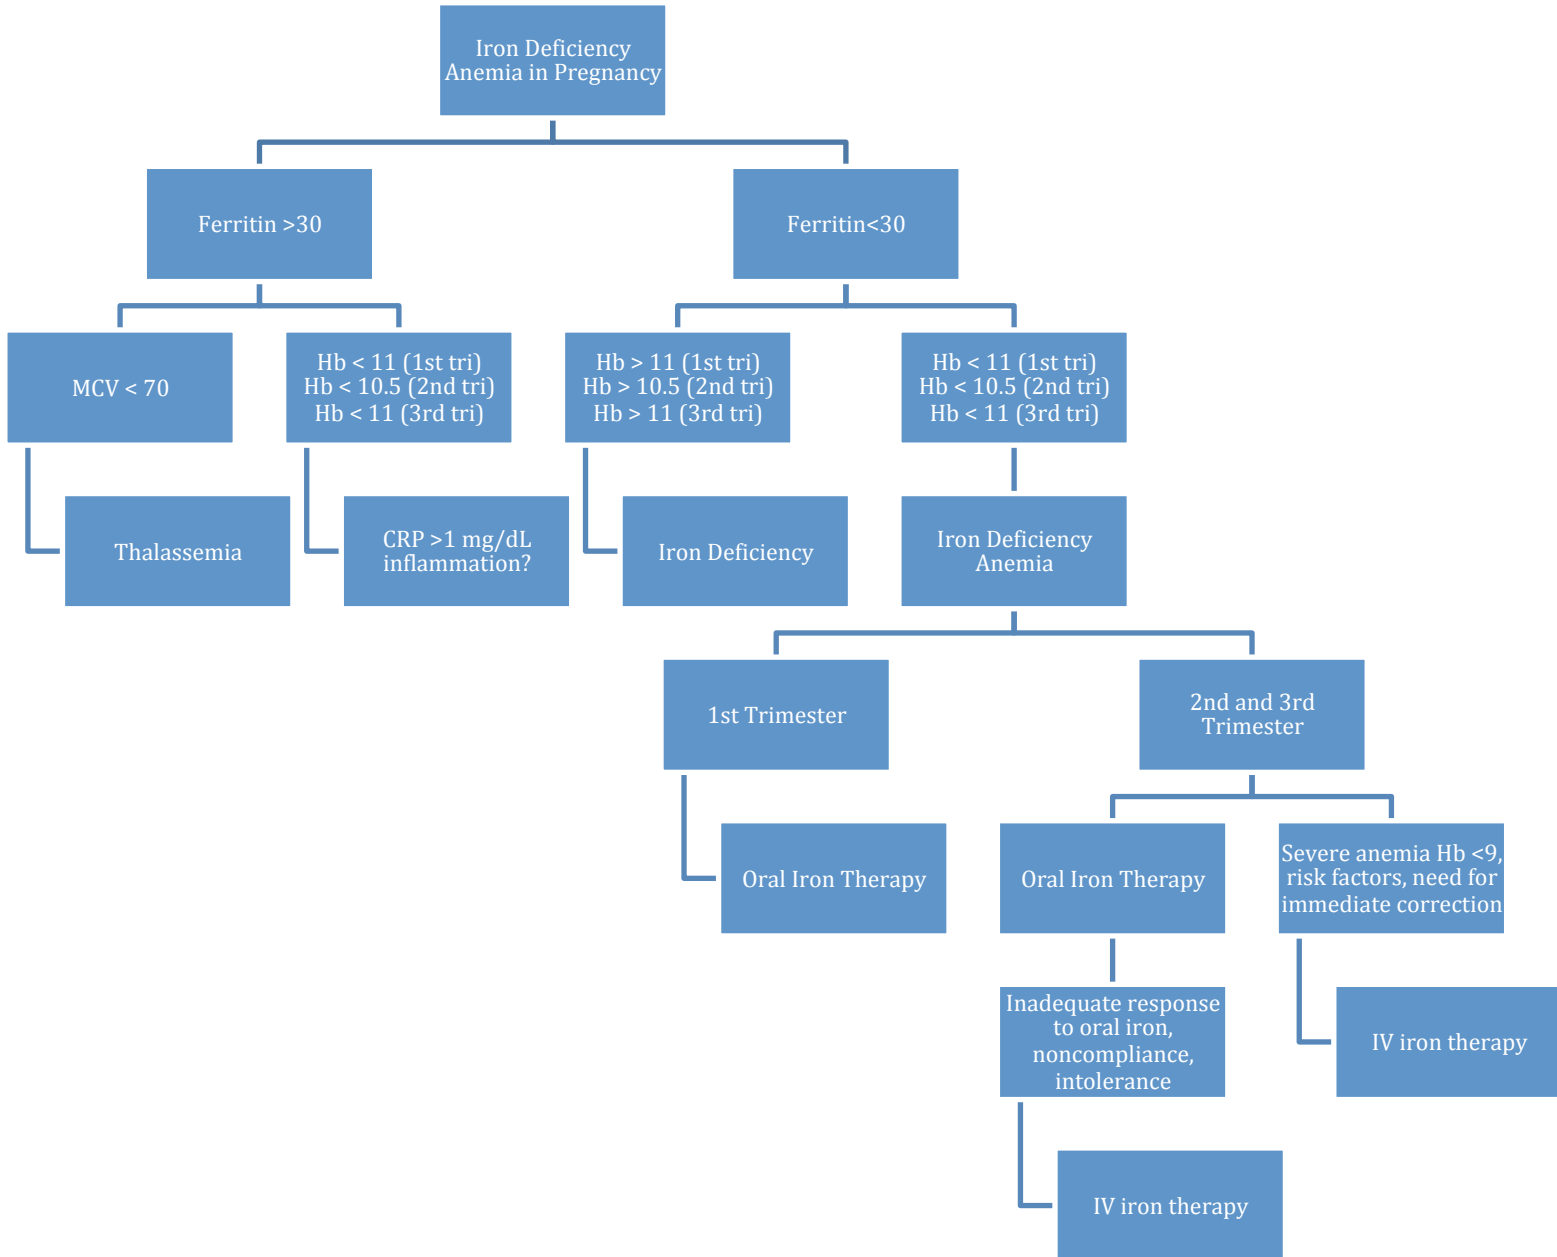 Iron Deficiency
Anemia in Pregnancy
Ferritin >30
Ferritin<30
MCV < 70
Hb < 11 (1st tri)
Hb < 10.5 (2nd tri)
Hb < 11 (3rd tri)
Hb > 11 (1st tri)
Hb > 10.5 (2nd tri)
Hb > 11 (3rd tri)
Hb < 11 (1st tri)
Hb < 10.5 (2nd tri)
Hb < 11 (3rd tri)
Thalassemia
CRP >1 mg/dL
inflammation?
Iron Deficiency
Iron Deficiency
Anemia
1st Trimester
2nd and 3rd
Trimester
Oral Iron Therapy
Oral Iron Therapy
Severe anemia Hb <9,
risk factors, need for
immediate correction
Inadequate response
to oral iron,
noncompliance,
intolerance
IV iron therapy
IV iron therapy